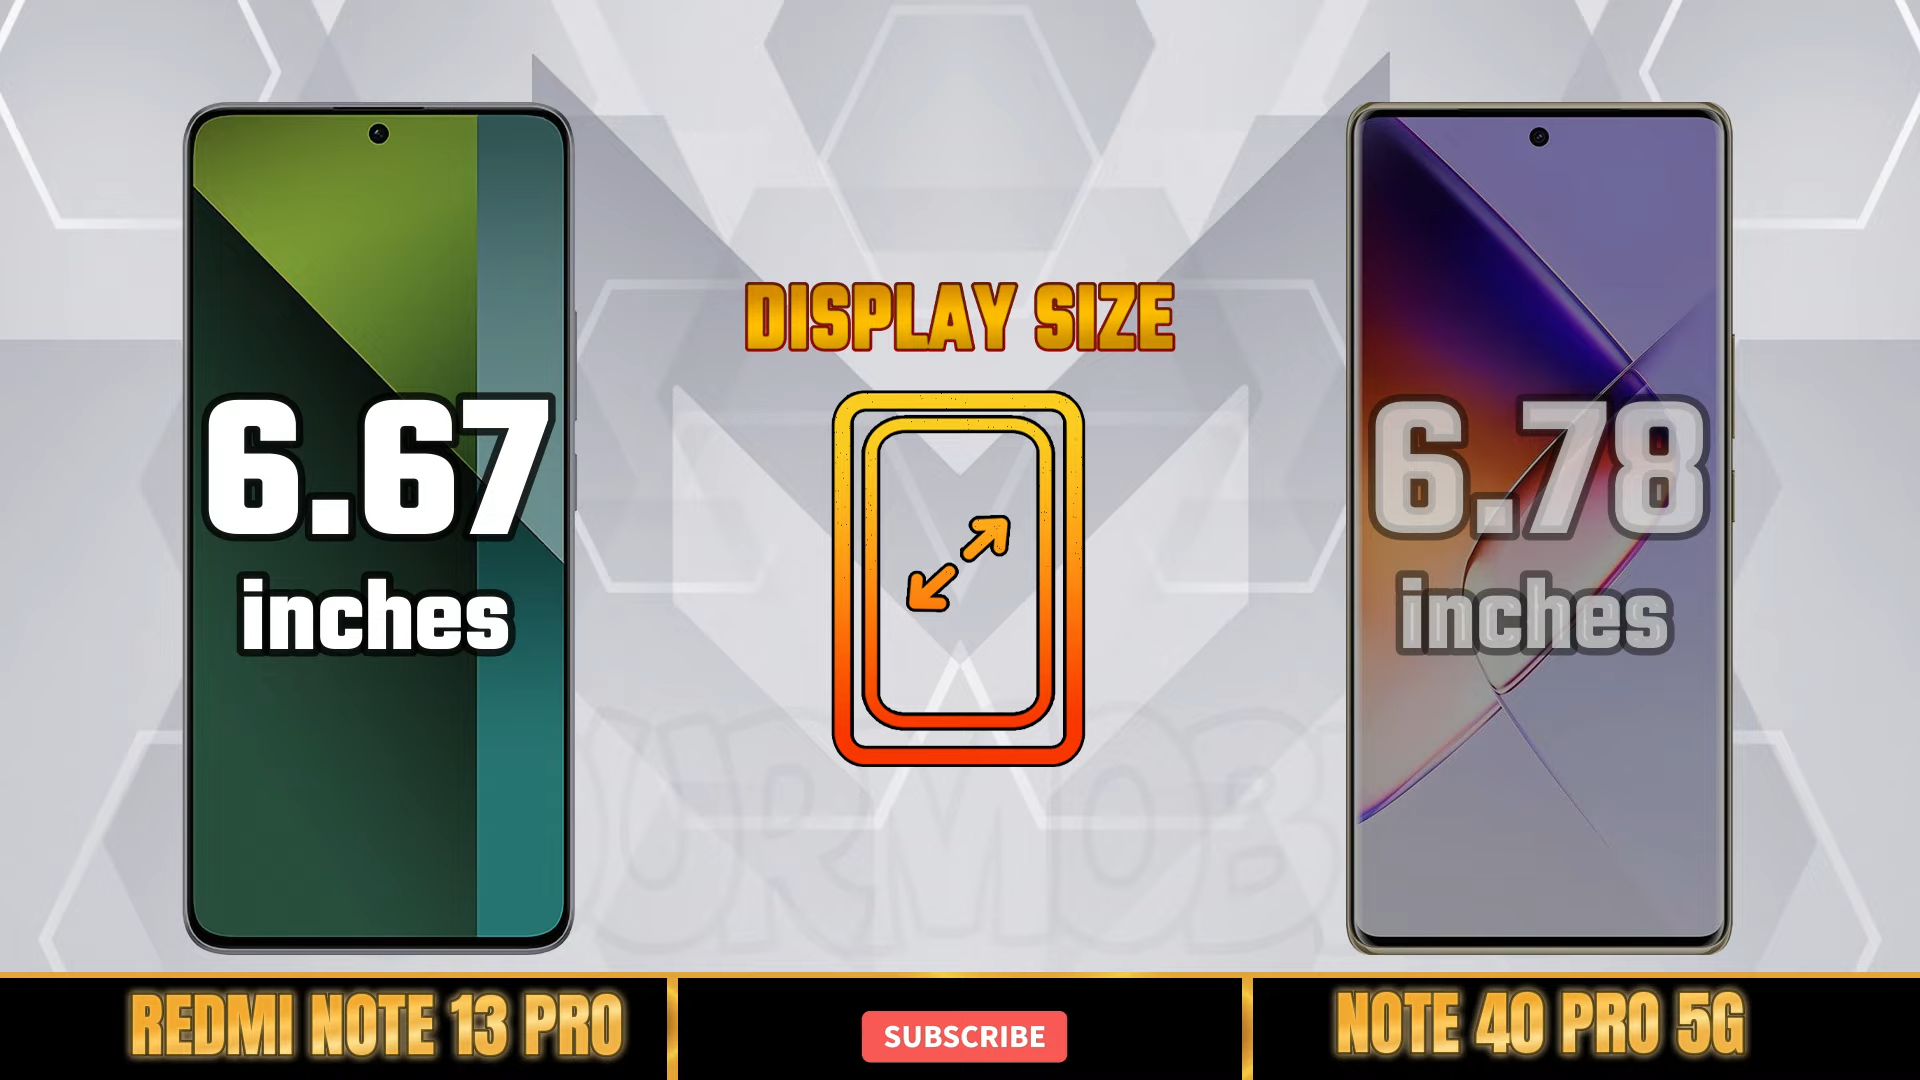 DISPLAY SIZE
6.67
inches
6.78
inches
REDMI NOTE 13 PRO
SUBSCRIBE
NOTE 40 PRO 5G